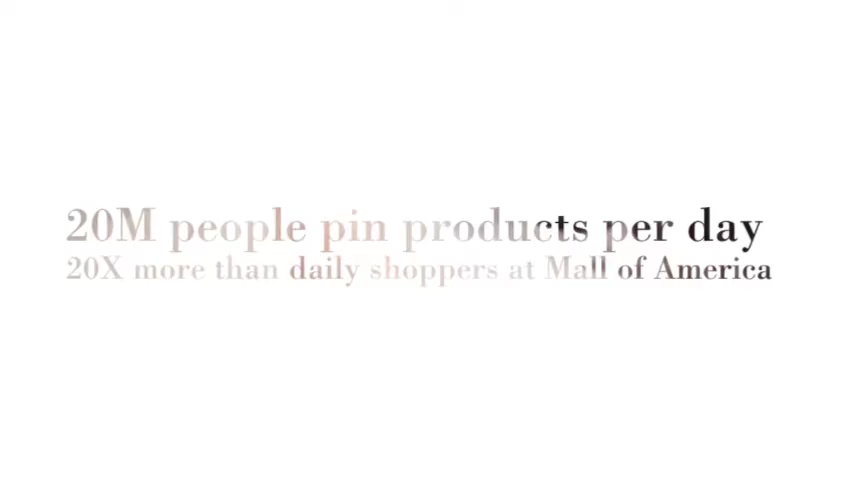 20M people pin products per day
20X more than daily shoppers at Mall of America